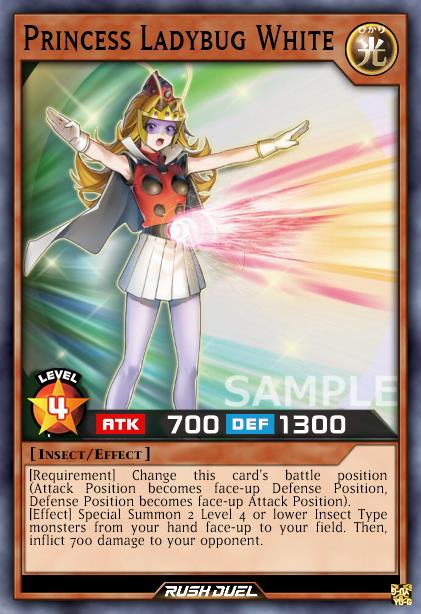 PRINCESS LADYBUG WHITE
ひかり
光
SAMPLE
LEVEL
4
ATK 700 DEF 1300
[INSECT/EFFECT]
[Requirement] Change this card's battle position
(Attack Position becomes face-up Defense Position,
Defense Position becomes face-up Attack Position).
[Effect] Special Summon 2 Level 4 or lower Insect Type
monsters from your hand face-up to your field. Then,
inflict 700 damage to your opponent.
RUSH DUEL